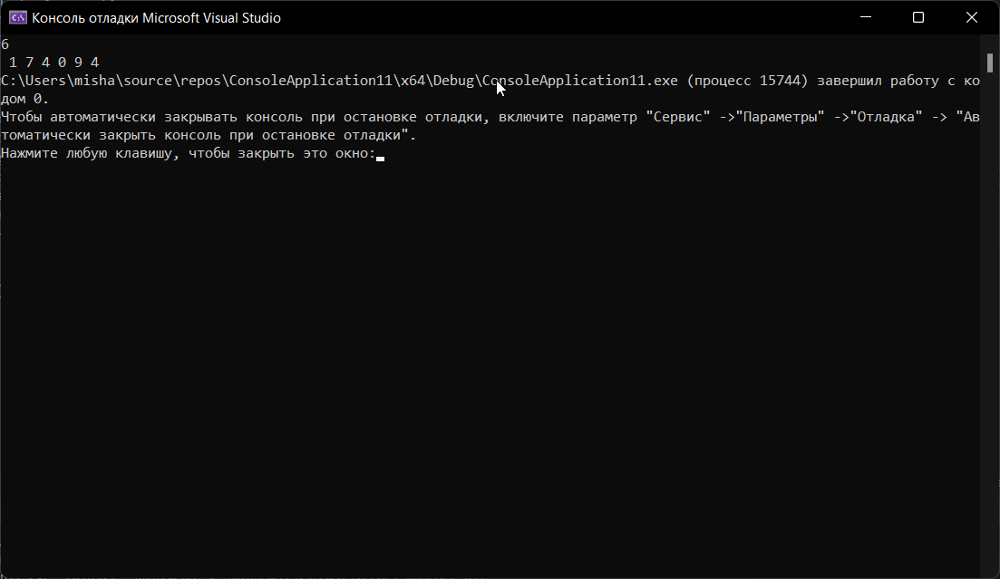 Консоль отладки Microsoft Visual Studio
6
1 7 4 0 9 4
C:\Users\misha\source\repos\ConsoleApplication11\x64\Debug\ConsoleApplication11.exe (процесс 15744) завершил работу с ко
дом 0.
Чтобы автоматически закрывать консоль при остановке отладки, включите параметр "Сервис" ->"Параметры" ->"Отладка" -> "Ав
томатически закрыть консоль при остановке отладки".
Нажмите любую клавишу, чтобы закрыть это окно: